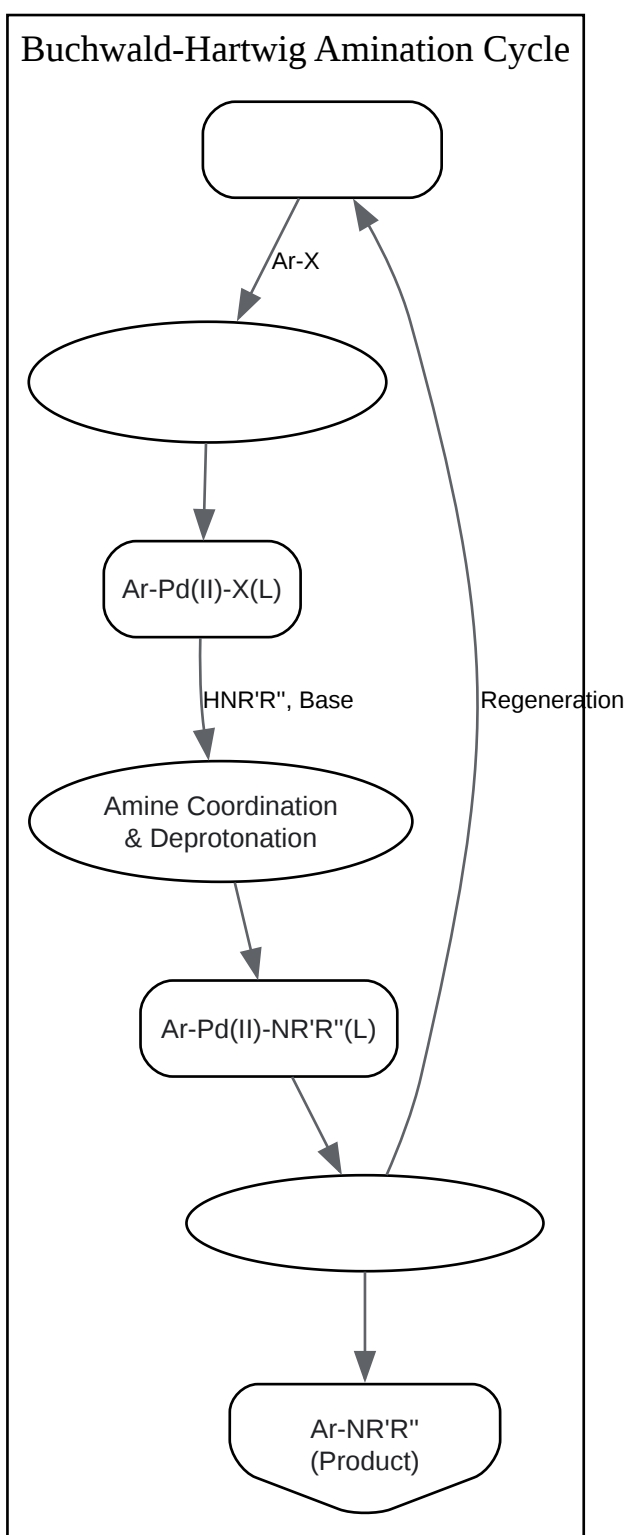 Buchwald-Hartwig Amination Cycle
Ar-X
Ar-Pd(II)-X(L)
HNR'R", Base
Regeneration
Amine Coordination
& Deprotonation
Ar-Pd(II)-NR'R"(L)
Ar-NR'R"
(Product)